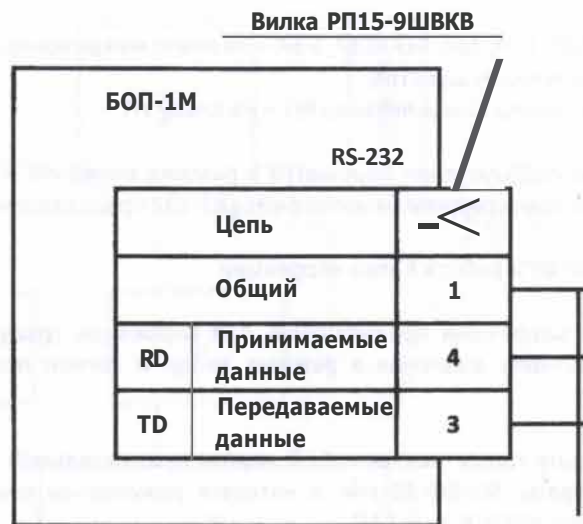 Вилка РП15-9ШВКВ
БОП-1М
RS-232
Цепь
Общий 1
RD Принимаемые данные 4
TD Передаваемые данные 3